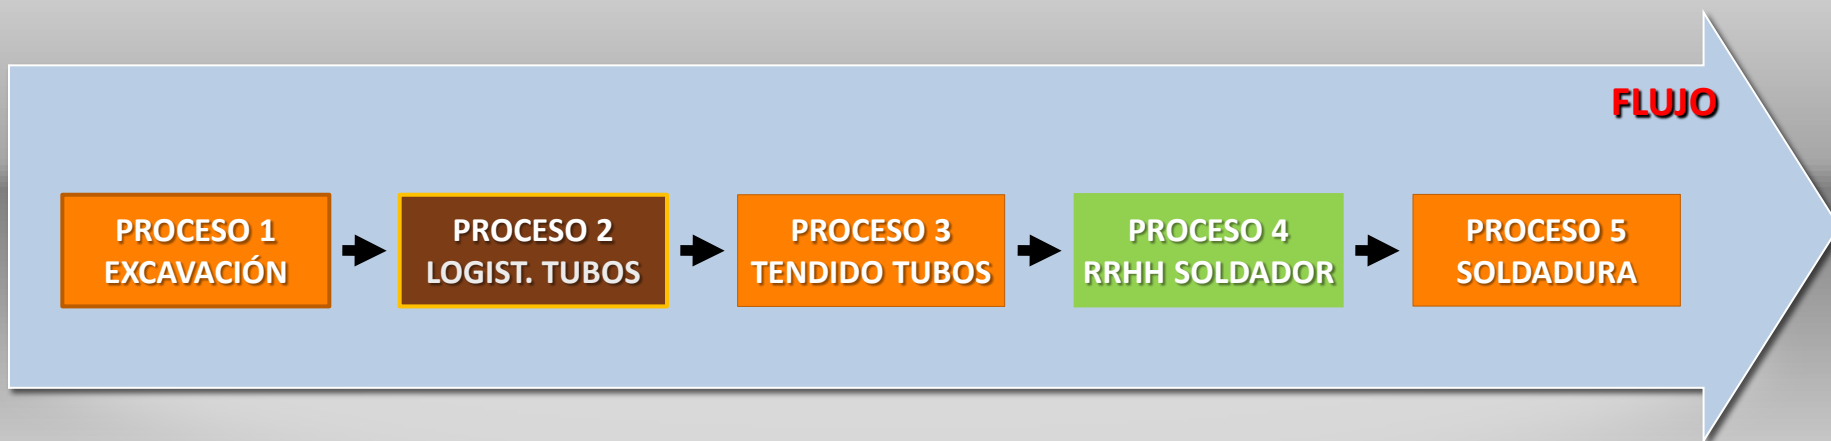 FLUJO
PROCESO 1
EXCAVACIÓN
PROCESO 2
LOGIST. TUBOS
PROCESO 3
TENDIDO TUBOS
PROCESO 4
RRHH SOLDADOR
PROCESO 5
SOLDADURA